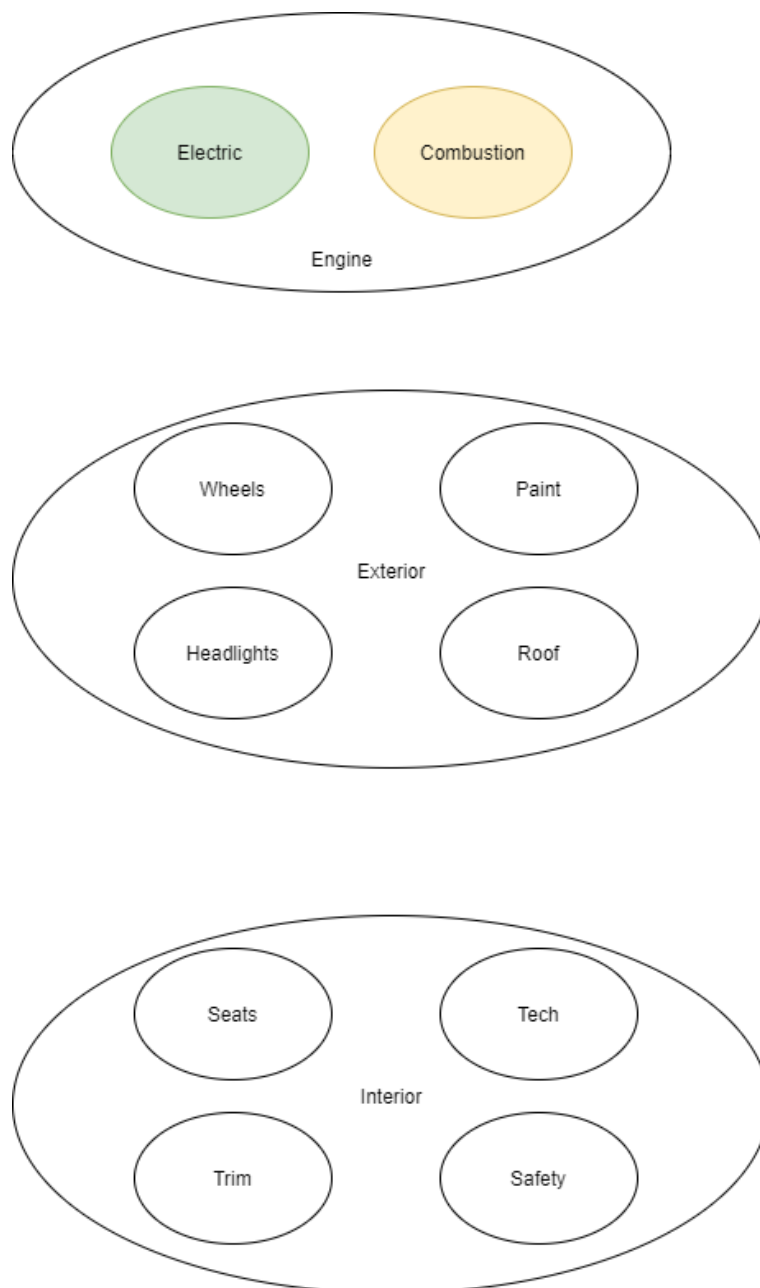 Electric
Combustion
Engine
Wheels
Paint
Exterior
Headlights
Roof
Seats
Tech
Interior
Trim
Safety